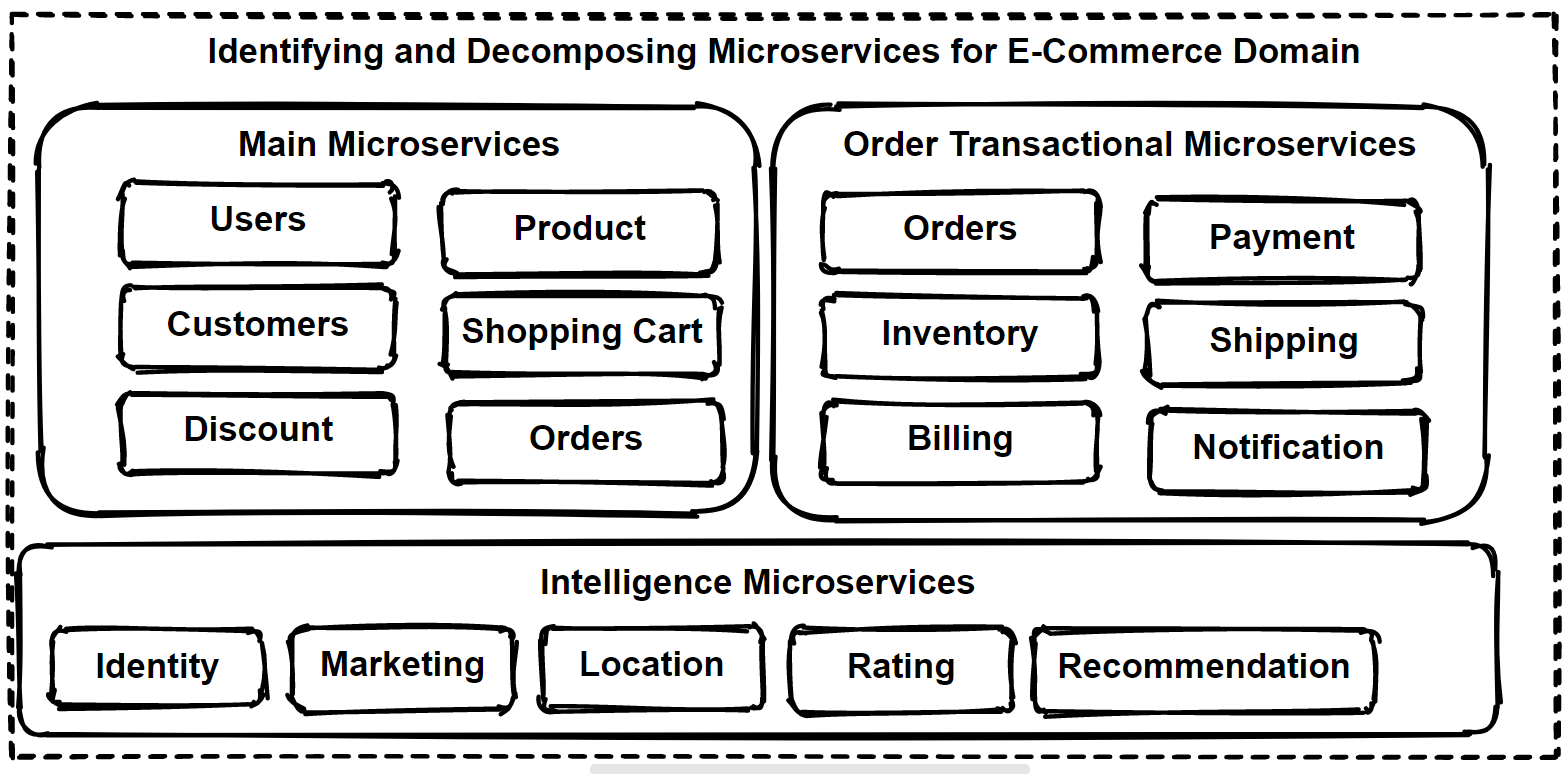 Identifying and Decomposing Microservices for E-Commerce Domain
Main Microservices
Users
Product
Customers
Shopping Cart
Discount
Orders
Order Transactional Microservices
Orders
Payment
Inventory
Shipping
Billing
Notification
Intelligence Microservices
Identity
Marketing
Location
Rating
Recommendation